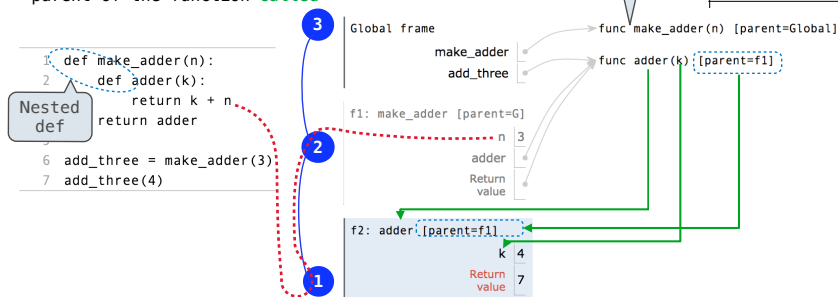 parent of the function called
3
Global frame
func make_adder(n) [parent=Global]
make_adder
add_three
func adder(k) [parent=f1]
1 def make_adder(n):
2 def adder(k):
return k + n
return adder
Nested
def
6 add_three = make_adder(3)
7 add_three(4)
f1: make_adder [parent=G]
n 3
2
adder
Return
value
f2: adder [parent=f1]
k 4
Return
value 7
1